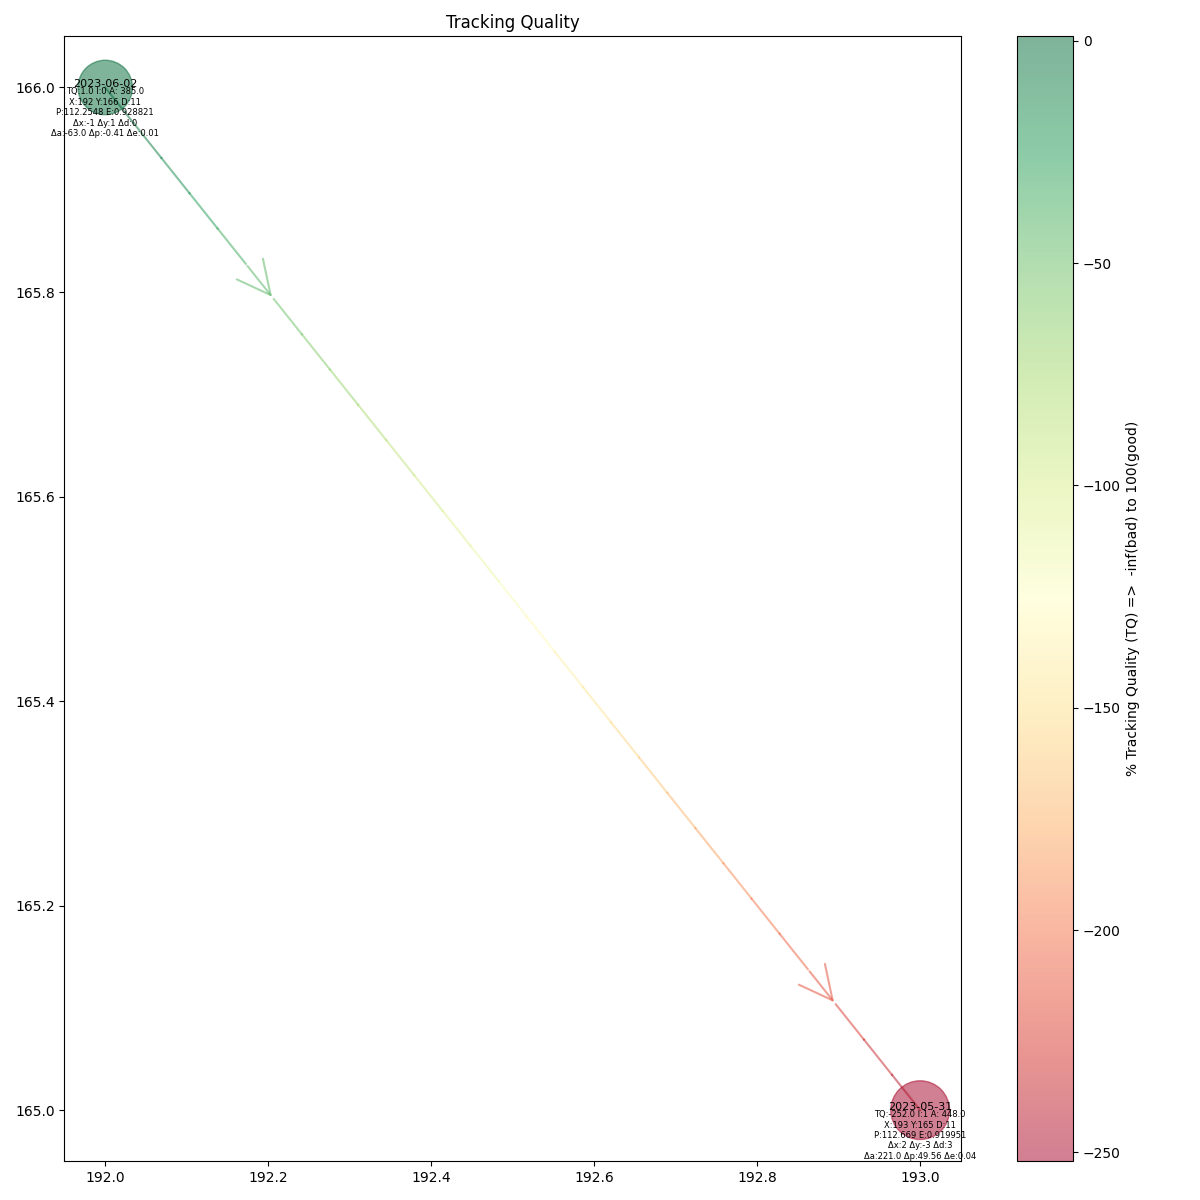 Tracking Quality
2023-06-02
TQ:1.0 I:0 A: 385.0
X:192 Y:166 D:11
P:112.2548 E:0.928821
Δx:-1 Δy:1 Δd:0
Δa:-63.0 Δp:-0.41 Δe:0.01
166.0
165.8
165.6
165.4
165.2
165.0
2023-05-31
TQ:-252.0 I:1 A: 448.0
X:193 Y:165 D:11
P:112.669 E:0.919951
Δx:2 Δy:-3 Δd:3
Δa:221.0 Δp:49.56 Δe:0.04
192.0
192.2
192.4
192.6
192.8
193.0
0
−50
−100
−150
−200
−250
% Tracking Quality (TQ) => -inf(bad) to 100(good)